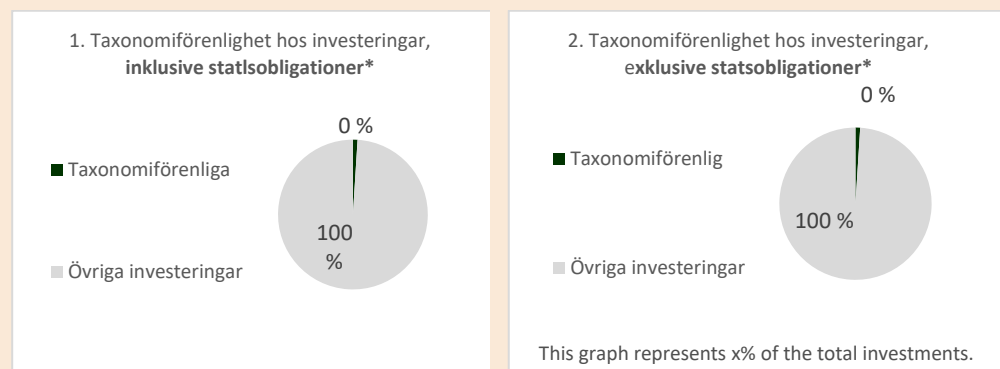 1. Taxonomiförenlighet hos investeringar,
inklusive statlsobligationer*
0 %
Taxonomiförenliga
100
%
Övriga investeringar
2. Taxonomiförenlighet hos investeringar,
exklusive statsobligationer*
0 %
Taxonomiförenlig
100 %
Övriga investeringar
This graph represents x% of the total investments.